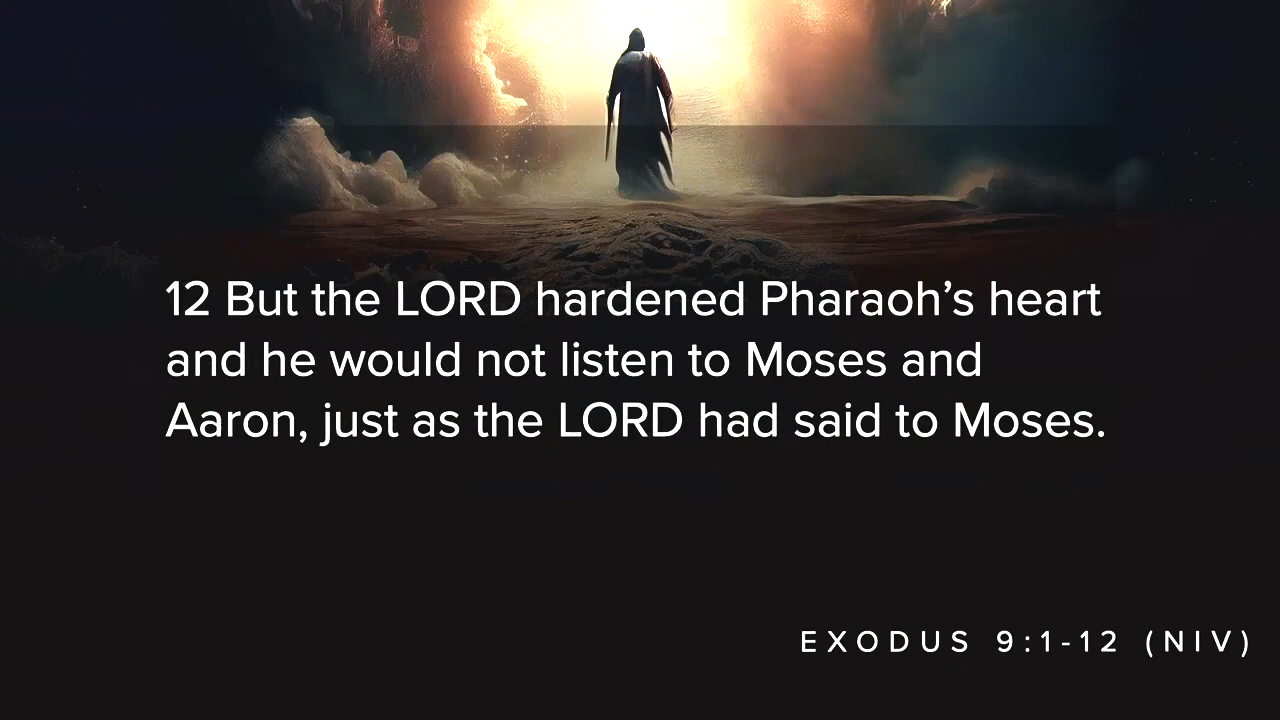 12 But the LORD hardened Pharaoh’s heart
and he would not listen to Moses and
Aaron, just as the LORD had said to Moses.
EXODUS 9:1-12 (NIV)